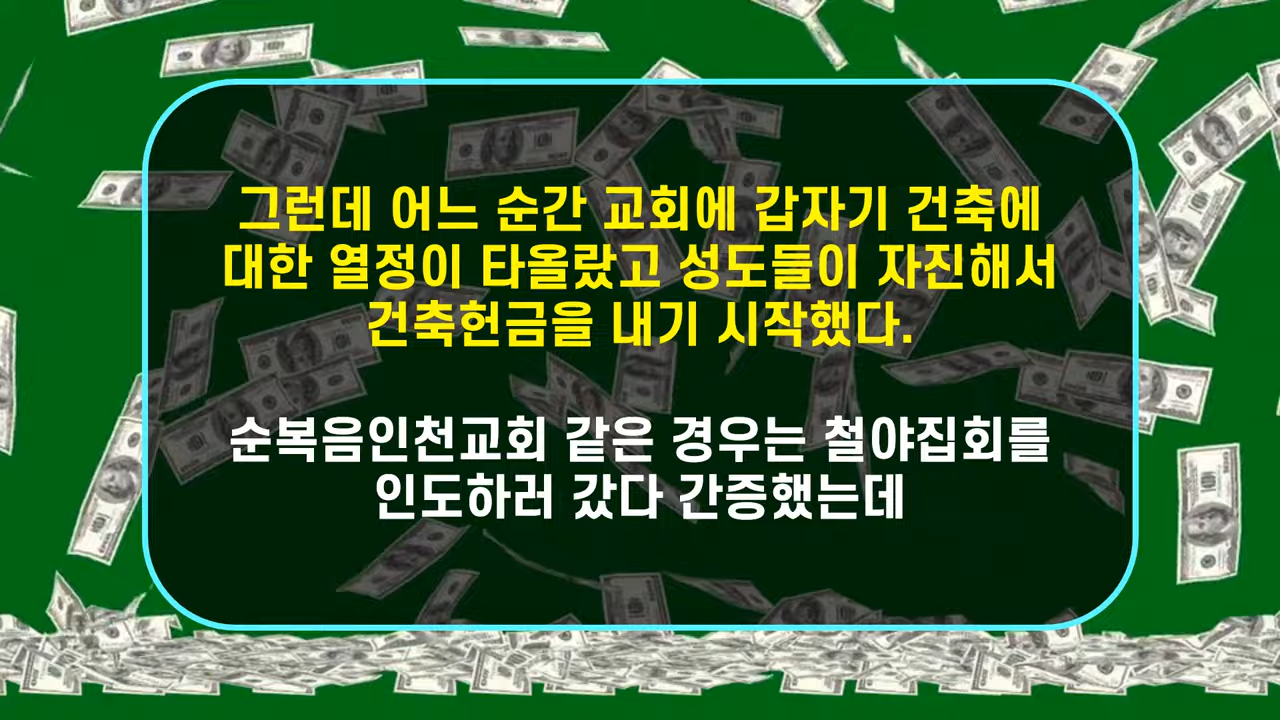 그런데 어느 순간 교회에 갑자기 건축에
대한 열정이 타올랐고 성도들이 자진해서
건축헌금을 내기 시작했다.
순복음인천교회 같은 경우는 철야집회를
인도하러 갔다 간증했는데